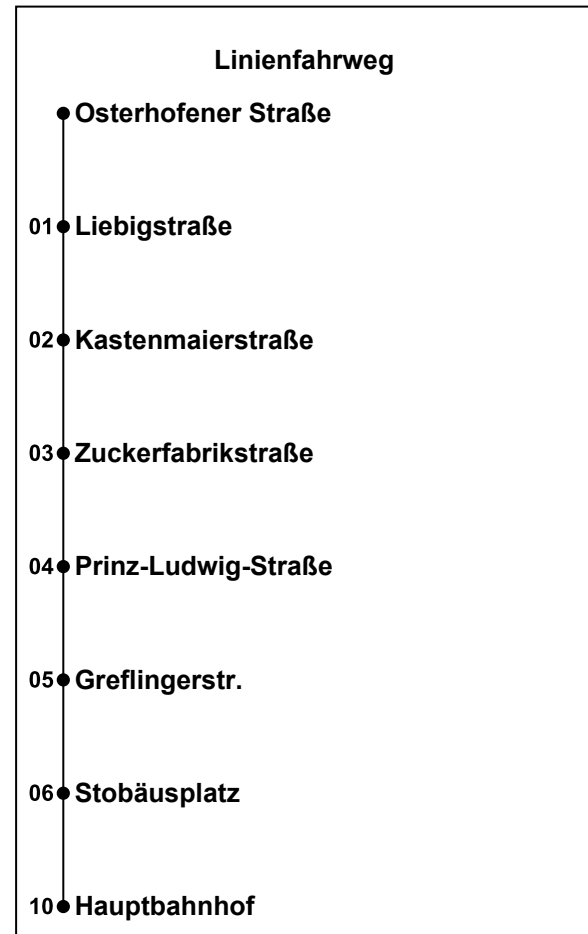 Linienfahrweg
Osterhofener Straße
01 Liebigstraße
02 Kastenmaierstraße
03 Zuckerfabrikstraße
04 Prinz-Ludwig-Straße
05 Greflingerstr.
06 Stobäusplatz
10 Hauptbahnhof